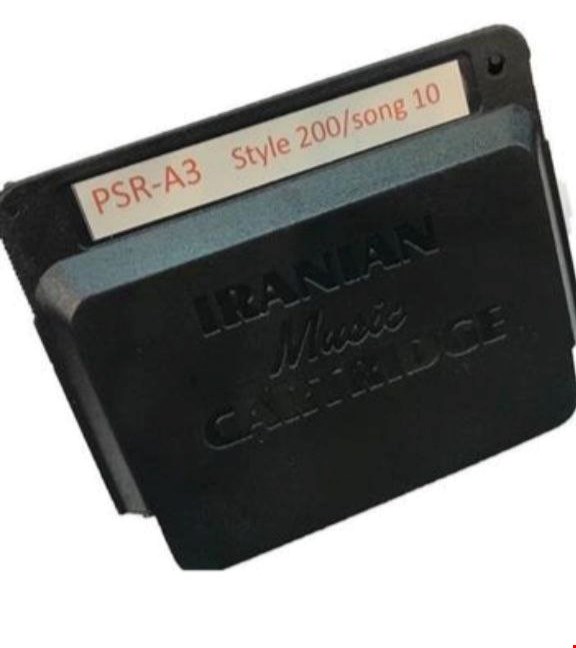 PSR-A3 Style 200/song 10
IRANIAN
Music
CARTRIDGE